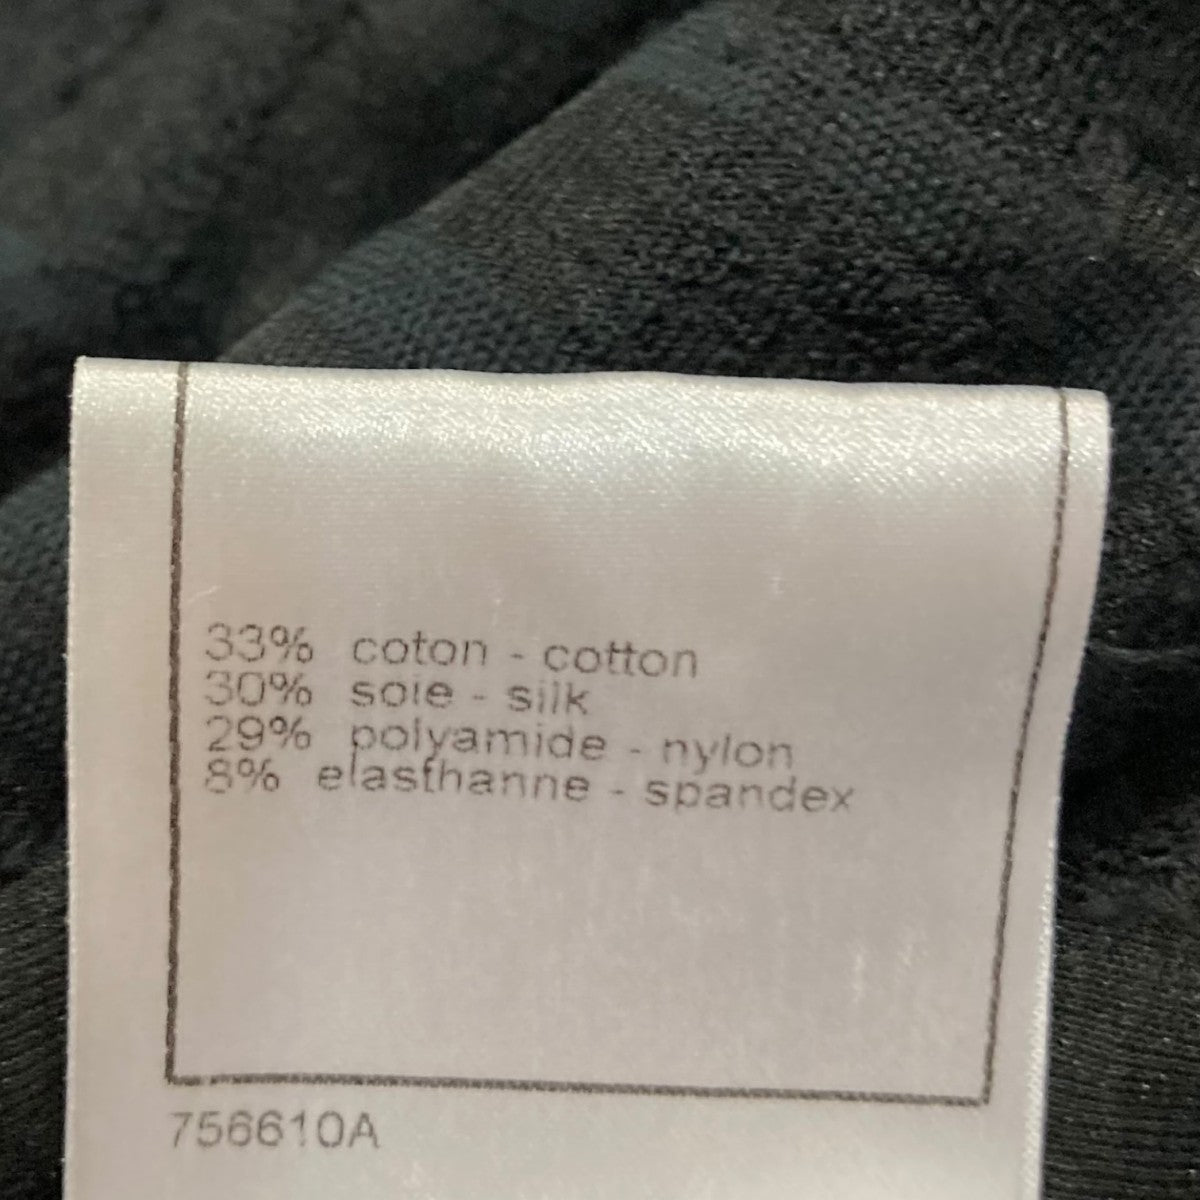 33% coton - cotton
30% soie - silk
29% polyamide - nylon
8% elasthanne - spandex
756610A